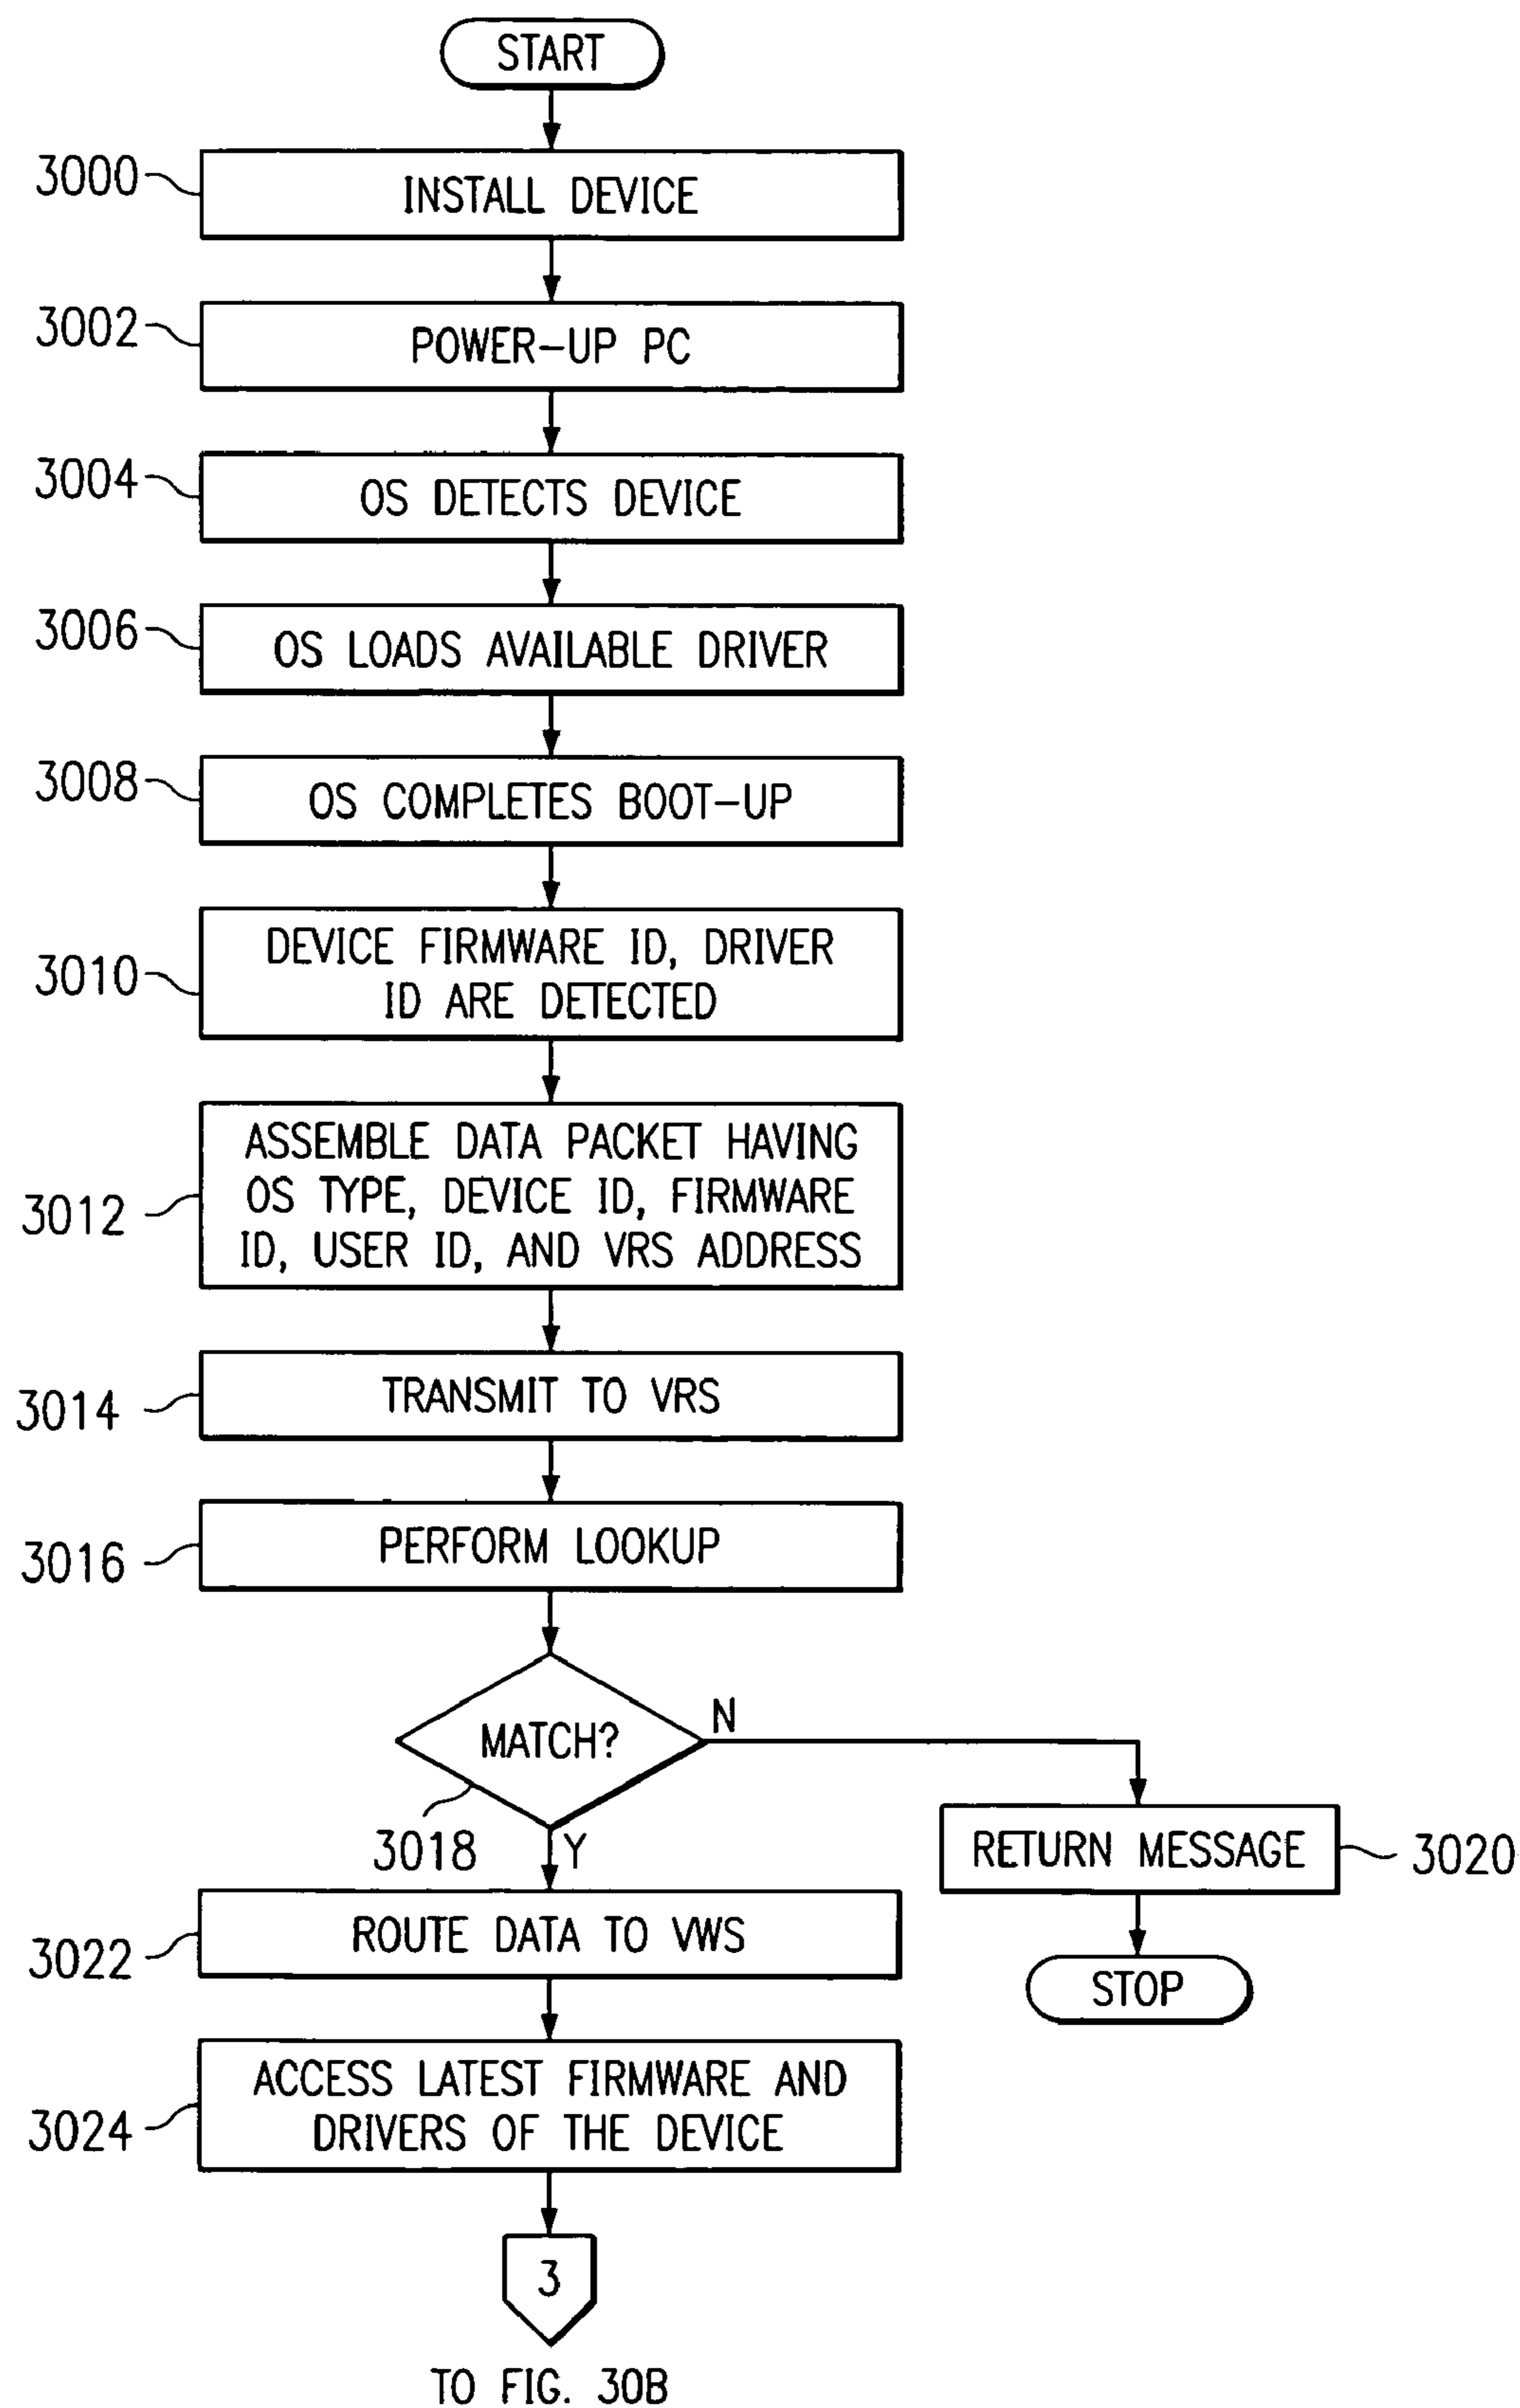 START
3000
INSTALL DEVICE
3002
POWER-UP PC
3004
OS DETECTS DEVICE
3006
OS LOADS AVAILABLE DRIVER
3008
OS COMPLETES BOOT-UP
3010
DEVICE FIRMWARE ID, DRIVER
ID ARE DETECTED
3012
ASSEMBLE DATA PACKET HAVING
OS TYPE, DEVICE ID, FIRMWARE
ID, USER ID, AND VRS ADDRESS
3014
TRANSMIT TO VRS
3016
PERFORM LOOKUP
MATCH?
N
3018
Y
RETURN MESSAGE
3020
STOP
3022
ROUTE DATA TO VWS
3024
ACCESS LATEST FIRMWARE AND
DRIVERS OF THE DEVICE
3
TO FIG. 30B